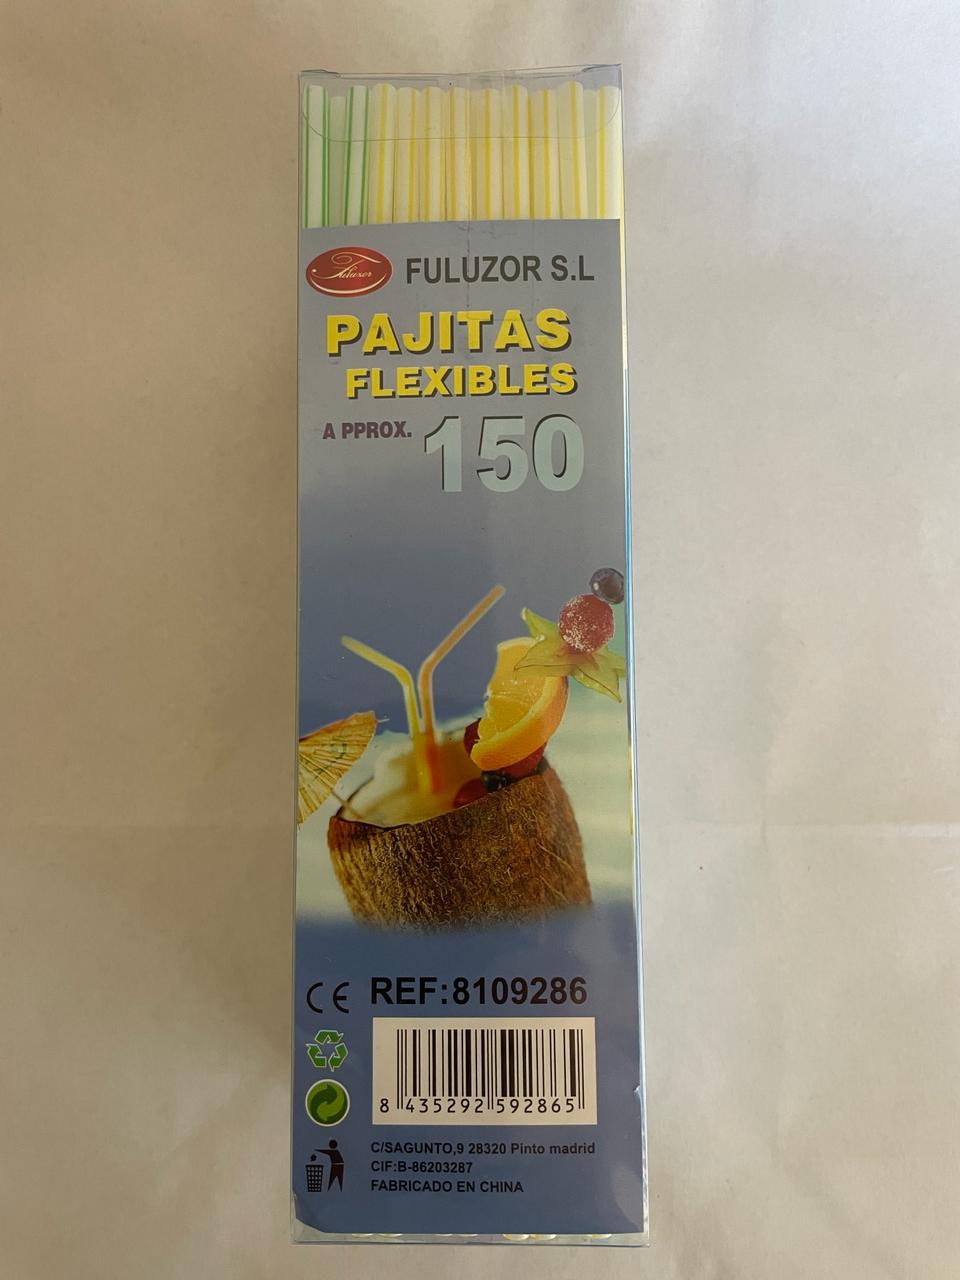 Fuluzor
FULUZOR S.L
PAJITAS
FLEXIBLES
A PPROX.
150
CE
REF:8109286
8 435292 592865
C/SAGUNTO,9 28320 Pinto madrid
CIF:B-86203287
FABRICADO EN CHINA